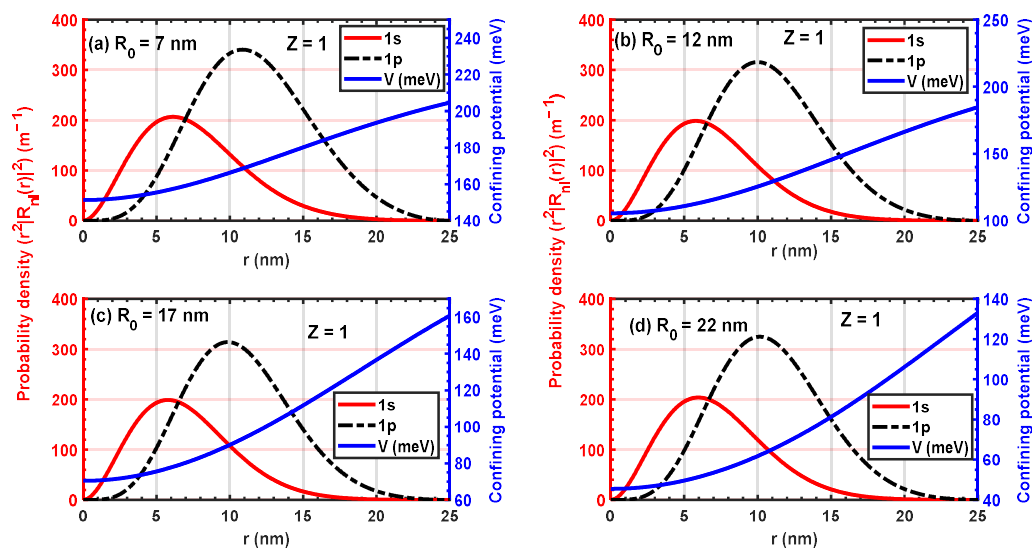 (a) R0 = 7 nm
Z = 1
1s
1p
V (meV)
400
300
200
100
0
240
220
200
180
160
140
0 5 10 15 20 25
r (nm)
Confining potential (meV)
(b) R0 = 12 nm
Z = 1
1s
1p
V (meV)
400
300
200
100
0
250
200
150
100
0 5 10 15 20 25
r (nm)
Confining potential (meV)
Probability density (r²|Rnl(r)|²) (m⁻¹)
Probability density (r²|Rnl(r)|²) (m⁻¹)
(c) R0 = 17 nm
Z = 1
1s
1p
V (meV)
400
300
200
100
0
160
140
120
100
80
60
0 5 10 15 20 25
r (nm)
Confining potential (meV)
(d) R0 = 22 nm
Z = 1
1s
1p
V (meV)
400
300
200
100
0
140
120
100
80
60
40
0 5 10 15 20 25
r (nm)
Confining potential (meV)